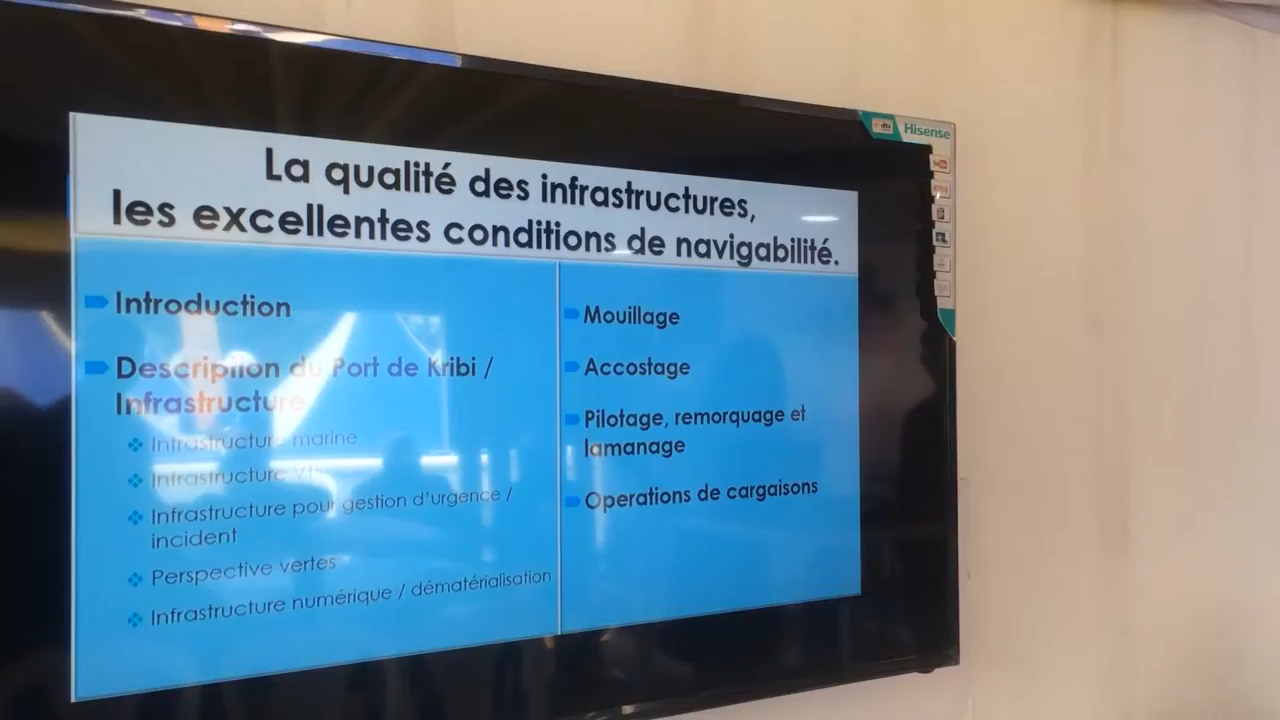 La qualité des infrastructures,
les excellentes conditions de navigabilité.
Introduction
Description du Port de Kribi /
Infrastructure
Infrastructure marine
Infrastructure
Infrastructure pour gestion d'urgence /
incident
Perspective vertes
Infrastructure numérique / dématérialisation
Mouillage
Accostage
Pilotage, remorquage et
lamanage
Operations de cargaisons
Hisense